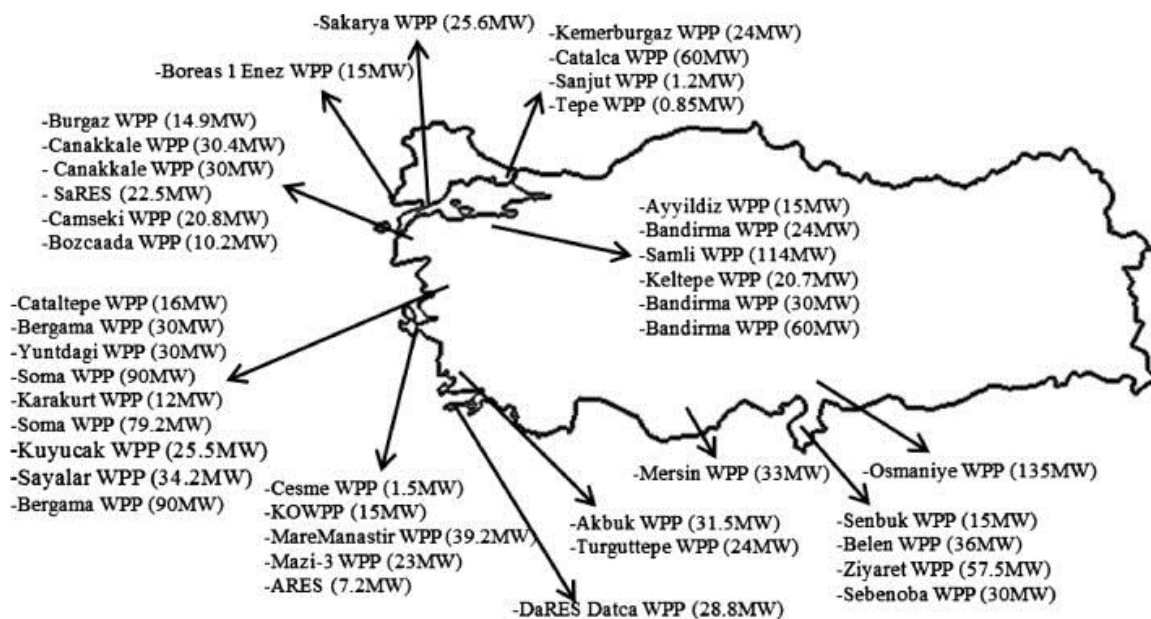 -Sakarya WPP (25.6MW)
-Kemerburgaz WPP (24MW)
-Catalca WPP (60MW)
-Sanjut WPP (1.2MW)
-Tepe WPP (0.85MW)
-Boreas 1 Enez WPP (15MW)
-Burgaz WPP (14.9MW)
-Canakkale WPP (30.4MW)
- Canakkale WPP (30MW)
- SaRES (22.5MW)
-Camseki WPP (20.8MW)
-Bozcaada WPP (10.2MW)
-Ayyildiz WPP (15MW)
-Bandirma WPP (24MW)
-Samli WPP (114MW)
-Keltepe WPP (20.7MW)
-Bandirma WPP (30MW)
-Bandirma WPP (60MW)
-Cataltepe WPP (16MW)
-Bergama WPP (30MW)
-Yuntdagi WPP (30MW)
-Soma WPP (90MW)
-Karakurt WPP (12MW)
-Soma WPP (79.2MW)
-Kuyucak WPP (25.5MW)
-Sayalar WPP (34.2MW)
-Bergama WPP (90MW)
-Cesme WPP (1.5MW)
-KOWPP (15MW)
-MareManastir WPP (39.2MW)
-Mazi-3 WPP (23MW)
-ARES (7.2MW)
-Mersin WPP (33MW)
-Osmaniye WPP (135MW)
-Akbuk WPP (31.5MW)
-Turguttepe WPP (24MW)
-Senbuk WPP (15MW)
-Belen WPP (36MW)
-Ziyaret WPP (57.5MW)
-Sebenoba WPP (30MW)
-DaRES Datca WPP (28.8MW)